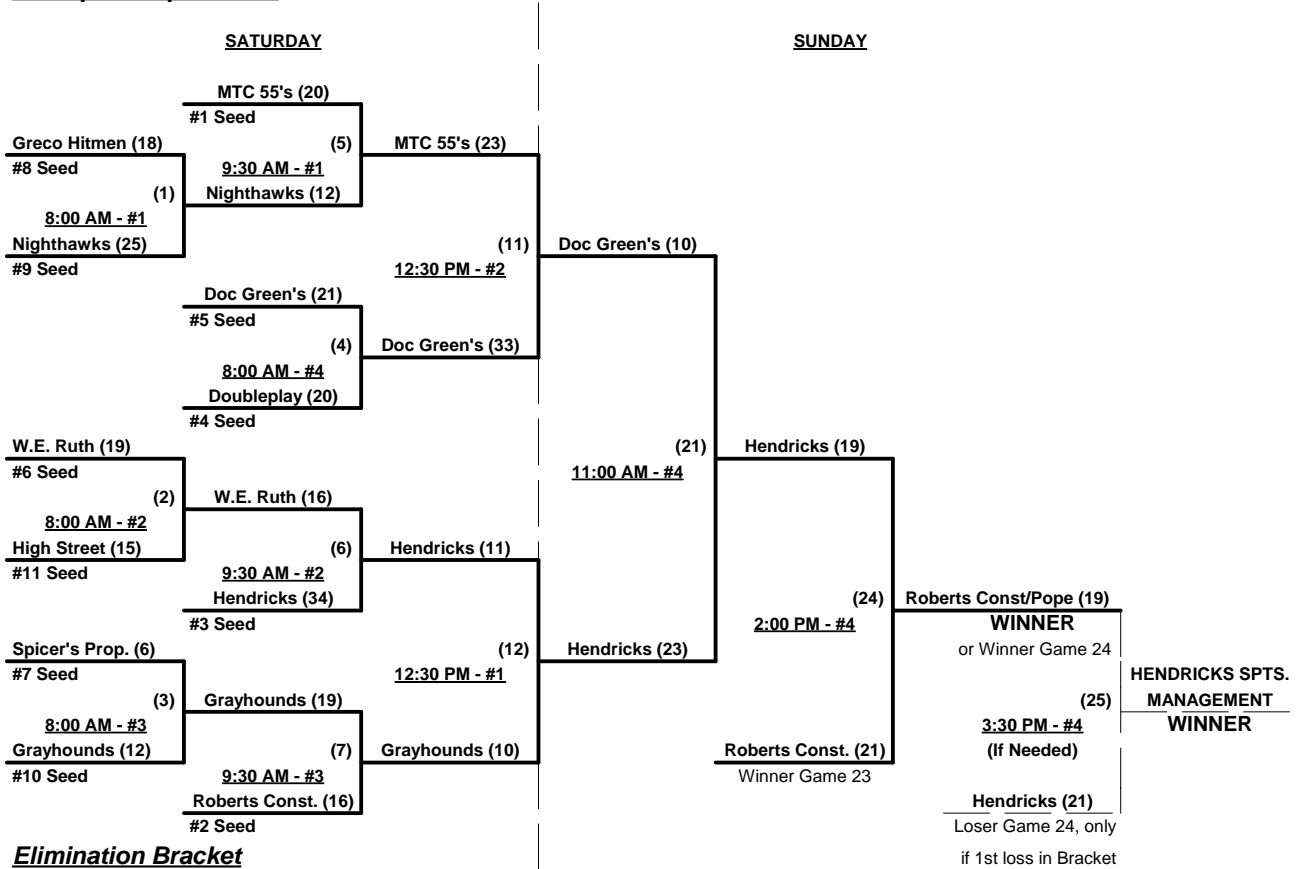 SATURDAY
SUNDAY
MTC 55's (20)
#1 Seed
Greco Hitmen (18)
(5)
MTC 55's (23)
#8 Seed
9:30 AM - #1
(1)
Nighthawks (12)
8:00 AM - #1
Nighthawks (25)
(11)
Doc Green's (10)
#9 Seed
12:30 PM - #2
Doc Green's (21)
#5 Seed
(4)
Doc Green's (33)
8:00 AM - #4
Doubleplay (20)
#4 Seed
W.E. Ruth (19)
(21)
Hendricks (19)
#6 Seed
11:00 AM - #4
(2)
W.E. Ruth (16)
8:00 AM - #2
High Street (15)
(6)
Hendricks (11)
#11 Seed
9:30 AM - #2
Hendricks (34)
(24)
Roberts Const/Pope (19)
#3 Seed
2:00 PM - #4
WINNER
Spicer's Prop. (6)
(12)
Hendricks (23)
or Winner Game 24
#7 Seed
12:30 PM - #1
HENDRICKS SPTS.
(3)
Grayhounds (19)
(25)
MANAGEMENT
8:00 AM - #3
3:30 PM - #4
WINNER
Grayhounds (12)
(7)
Grayhounds (10)
Roberts Const. (21)
(If Needed)
#10 Seed
9:30 AM - #3
Winner Game 23
Roberts Const. (16)
Hendricks (21)
#2 Seed
Loser Game 24, only
Elimination Bracket
if 1st loss in Bracket